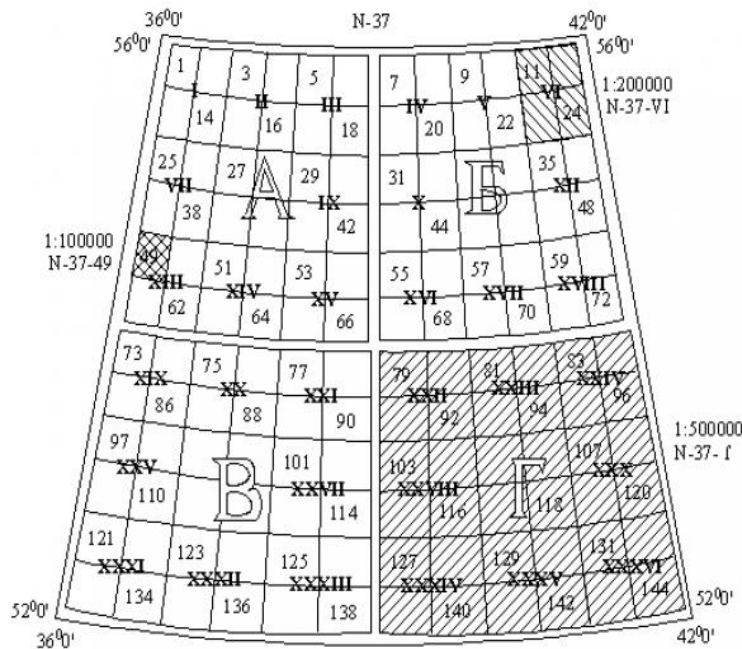 36⁰0' N-37 42⁰0'
56⁰0' 56⁰0'
1 3 5 7 9 11
I II III IV V VI
1:200000
N-37-VI
14 16 18 20 22 24
25 27 29 31 35
VII А IX X Б XII
38 42 44 48
1:100000
N-37-49
49 51 53 55 57 59
XIII XIV XV XVI XVII XVIII
62 64 66 68 70 72
73 75 77 79 81 83
XIX XX XXI XXII XXIII XXIV
86 88 90 92 94 96
1:500000
N-37-Г
97 101 103 107
XXV В XXVII XXVIII Г XXX
110 114 116 118 120
121 123 125 127 129 131
XXXI XXXII XXXIII XXXIV XXXV XXXVI
134 136 138 140 142 144
52⁰0' 52⁰0'
36⁰0' 42⁰0'